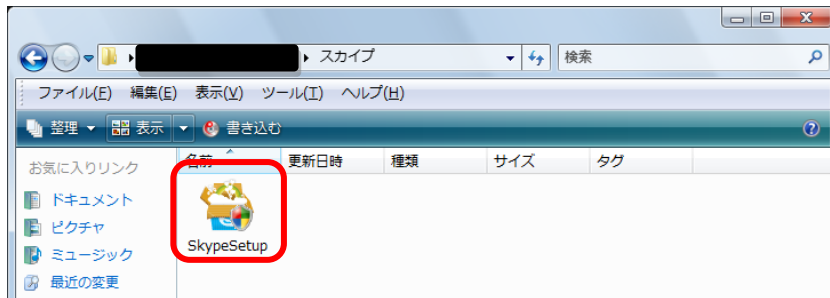 スカイプ 検索
ファイル(E) 編集(E) 表示(V) ツール(T) ヘルプ(H)
整理 表示 書き込む
お気に入りリンク 名前 更新日時 種類 サイズ タグ
ドキュメント
ピクチャ
SkypeSetup
ミュージック
最近の変更